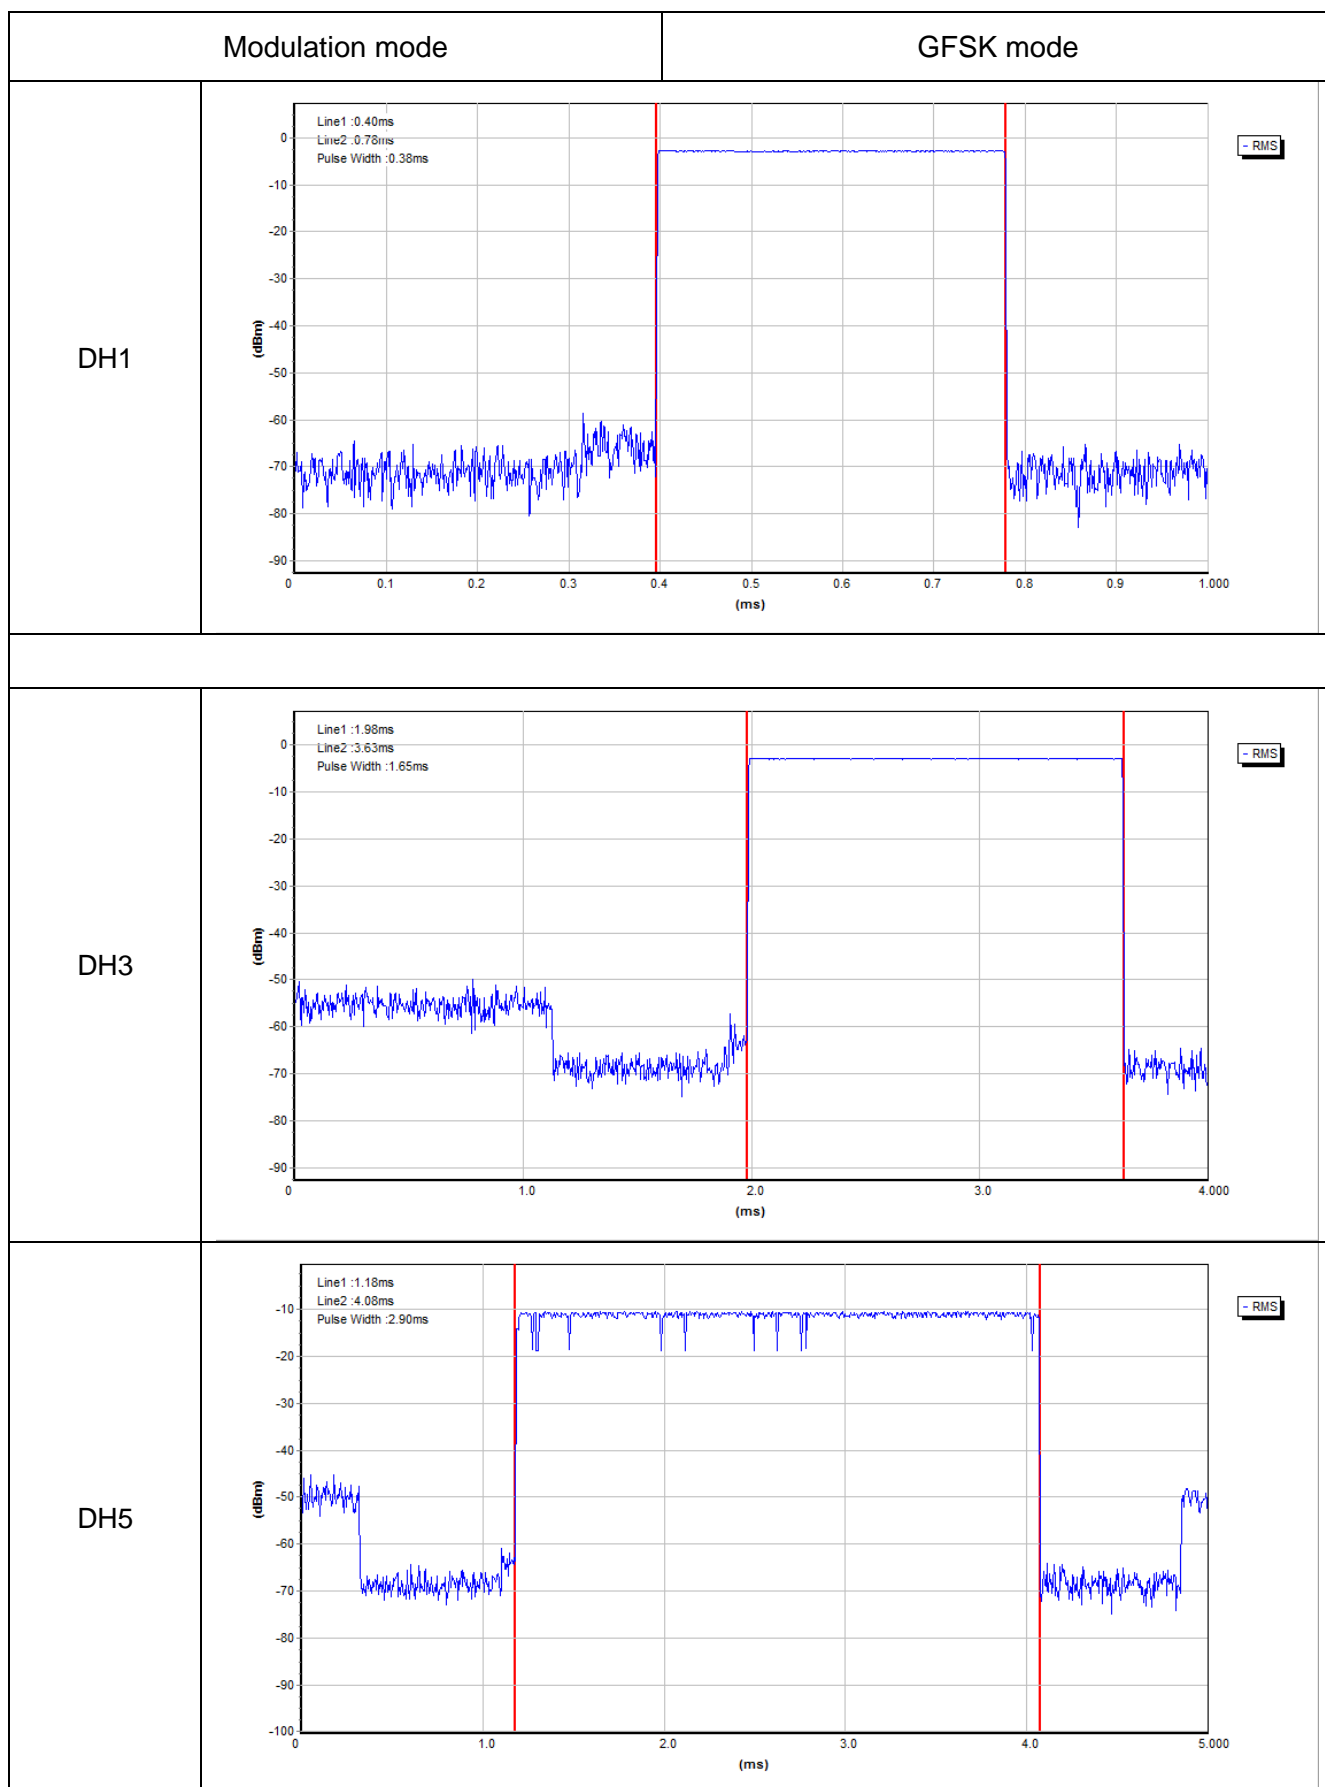 Modulation mode
GFSK mode
DH1
Line1 :0.40ms
Line2 :0.78ms
Pulse Width :0.38ms
RMS
(dBm)
0
-10
-20
-30
-40
-50
-60
-70
-80
-90
0 0.1 0.2 0.3 0.4 0.5 0.6 0.7 0.8 0.9 1.000
(ms)
DH3
Line1 :1.98ms
Line2 :3.63ms
Pulse Width :1.65ms
RMS
(dBm)
0
-10
-20
-30
-40
-50
-60
-70
-80
-90
0 1.0 2.0 3.0 4.000
(ms)
DH5
Line1 :1.18ms
Line2 :4.08ms
Pulse Width :2.90ms
RMS
(dBm)
-10
-20
-30
-40
-50
-60
-70
-80
-90
-100
0 1.0 2.0 3.0 4.0 5.000
(ms)